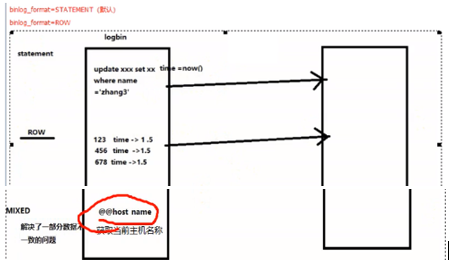 binlog_format=STATEMENT (默认)
binlog_format=ROW
logbin
statement
update xxx set xx time =now()
where name
='zhang3'
ROW
123 time -> 1.5
456 time ->1.5
678 time ->1.5
MIXED
@@host name
解决了一部分数据不
获取当前主机名称
一致的问题